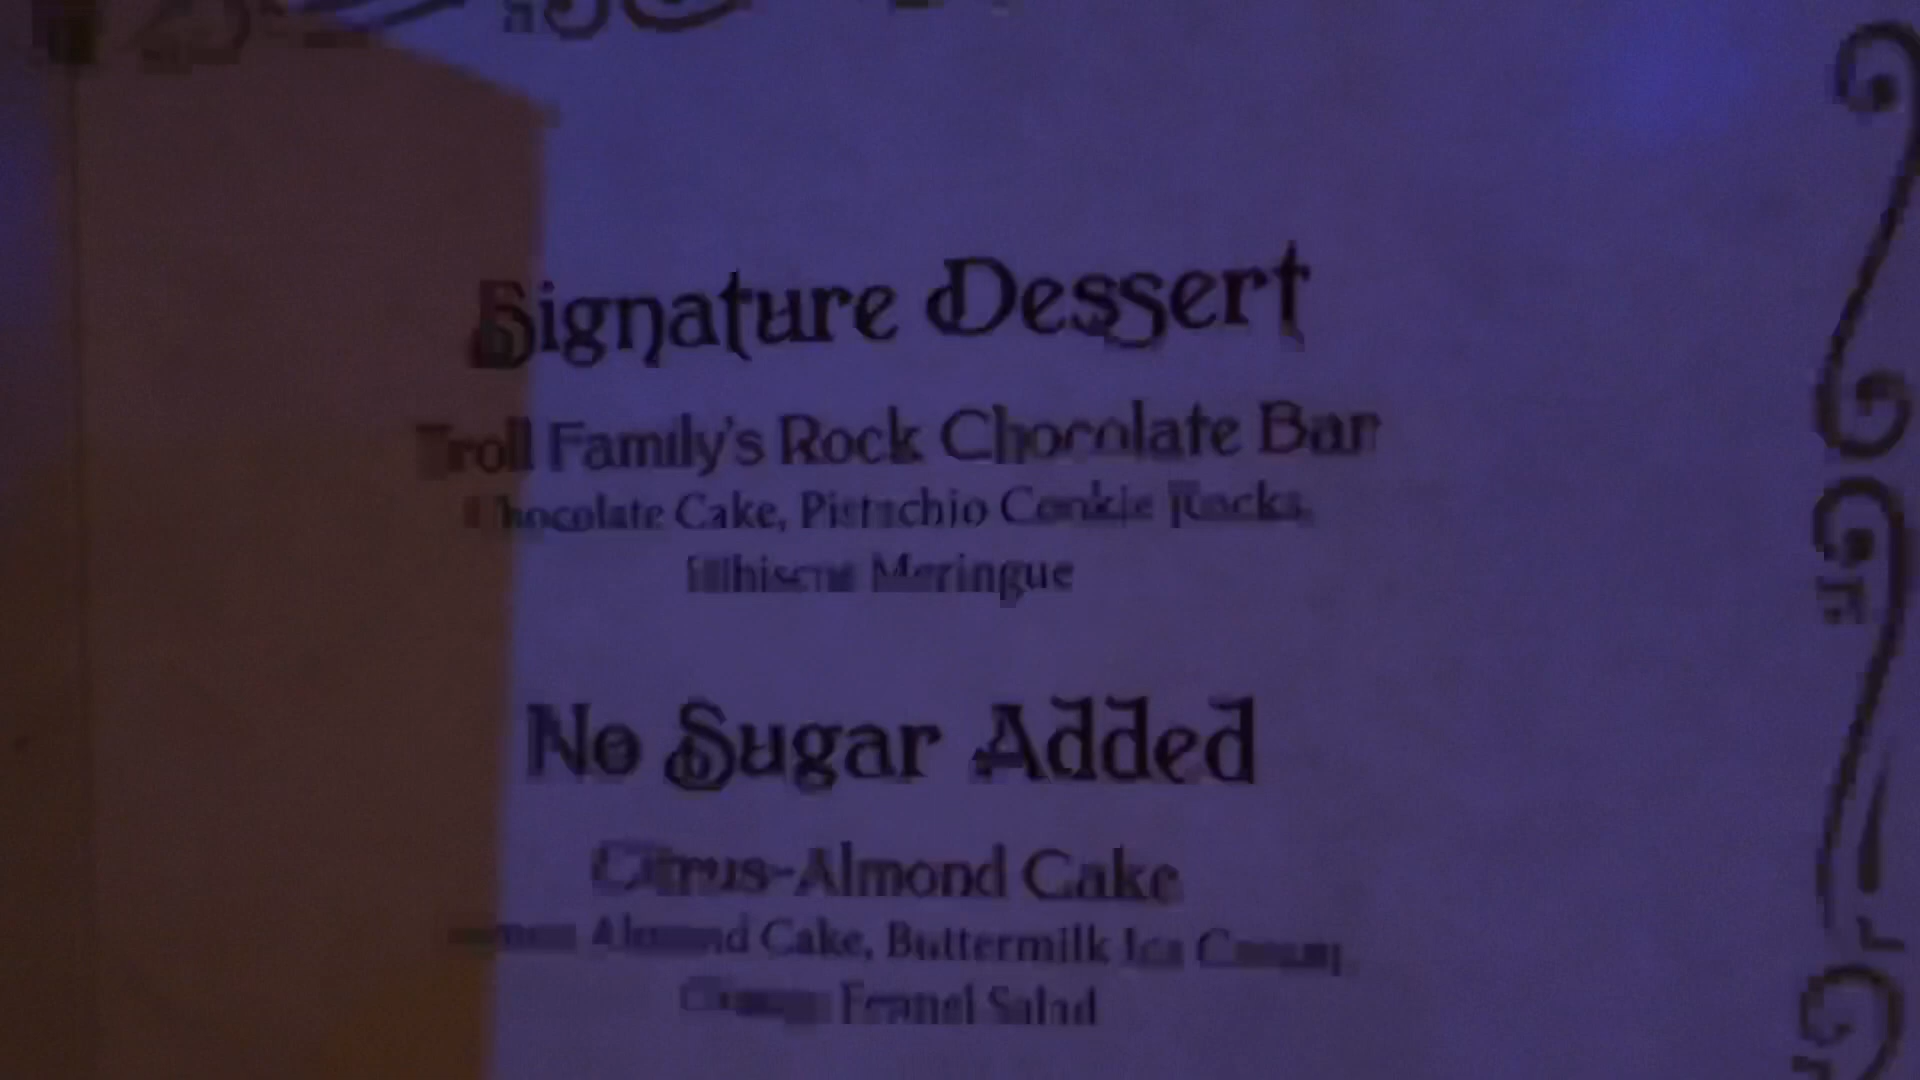 Signature Dessert
Troll Family's Rock Chocolate Bar
Chocolate Cake, Pistachio Cookie Rocks,
Hibiscus Meringue
No Sugar Added
Citrus-Almond Cake
Almond Cake, Buttermilk Ice Cream,
Fennel Salad